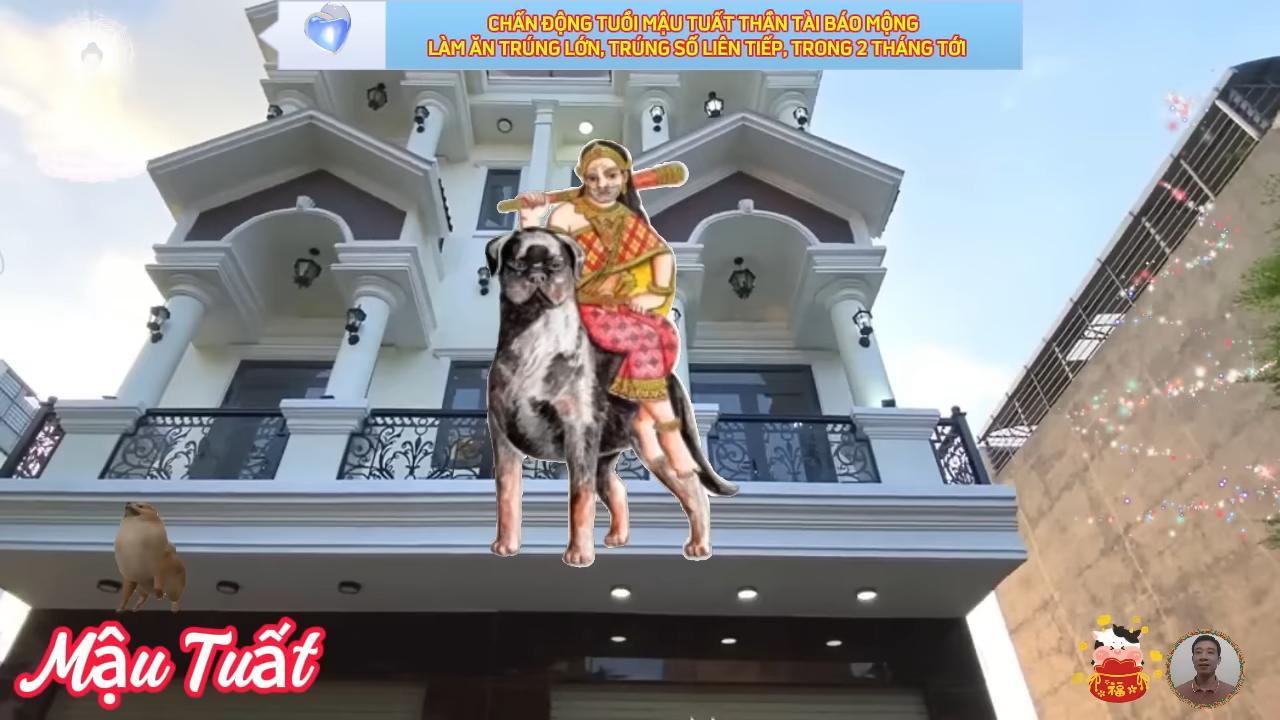 CHẤN ĐỘNG TUỔI MẬU TUẤT THẦN TÀI BÁO MỘNG
LÀM ĂN TRÚNG LỚN, TRÚNG SỐ LIÊN TIẾP, TRONG 2 THÁNG TỚI
Mậu Tuất
福